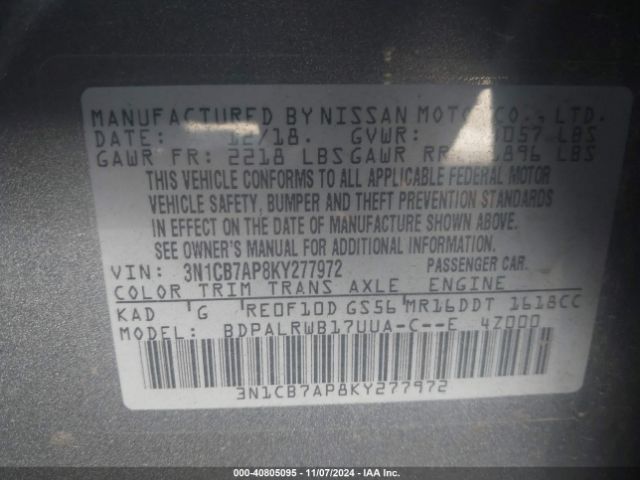 MANUFACTURED BY NISSAN MOTOR CO., LTD.
DATE: 12/18. GVWR: 057 LBS
GAWR FR: 2218 LBS GAWR RR 896 LBS
THIS VEHICLE CONFORMS TO ALL APPLICABLE FEDERAL MOTOR
VEHICLE SAFETY, BUMPER AND THEFT PREVENTION STANDARDS
IN EFFECT ON THE DATE OF MANUFACTURE SHOWN ABOVE.
SEE OWNER'S MANUAL FOR ADDITIONAL INFORMATION.
VIN: 3N1CB7AP8KY277972 PASSENGER CAR.
COLOR TRIM TRANS AXLE ENGINE
KAD G RE0F10D GS56 MR16DDT 1618CC
MODEL: BDPALRWB17UUA-C--E 4Z000
3N1CB7AP8KY277972
000-40805095 | 11/07/2024 - IAA Inc.